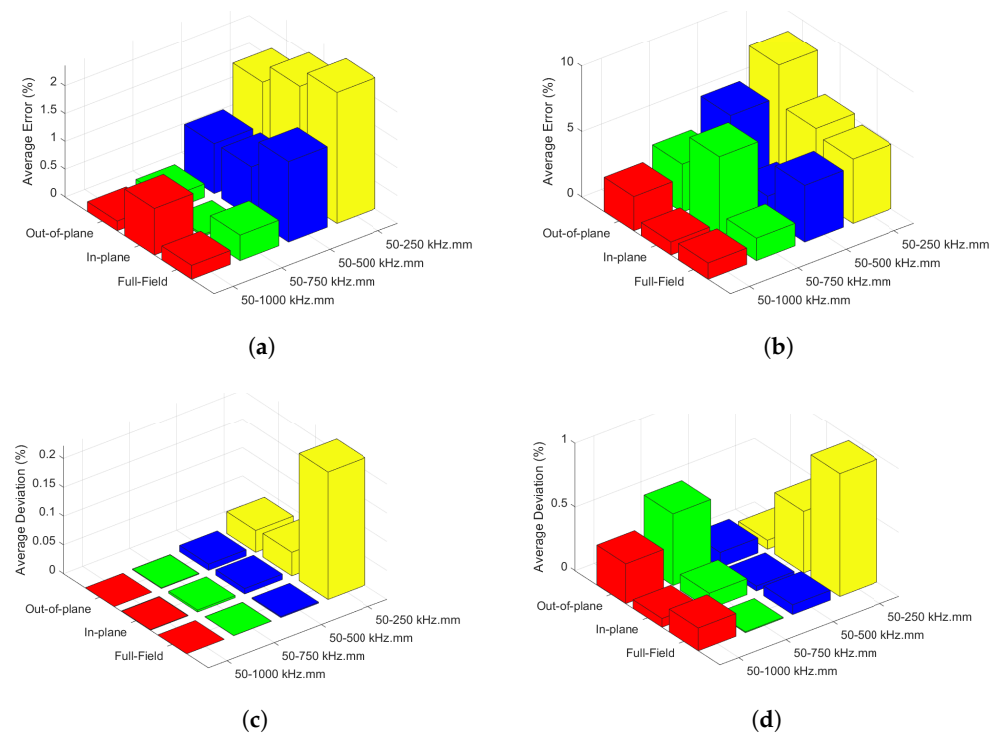 Average Error (%)
2
1.5
1
0.5
0
Out-of-plane
In-plane
Full-Field
50-250 kHz.mm
50-500 kHz.mm
50-750 kHz.mm
50-1000 kHz.mm
(a)
Average Error (%)
10
5
0
Out-of-plane
In-plane
Full-Field
50-250 kHz.mm
50-500 kHz.mm
50-750 kHz.mm
50-1000 kHz.mm
(b)
Average Deviation (%)
0.2
0.15
0.1
0.05
0
Out-of-plane
In-plane
Full-Field
50-250 kHz.mm
50-500 kHz.mm
50-750 kHz.mm
50-1000 kHz.mm
(c)
Average Deviation (%)
1
0.5
0
Out-of-plane
In-plane
Full-Field
50-250 kHz.mm
50-500 kHz.mm
50-750 kHz.mm
50-1000 kHz.mm
(d)